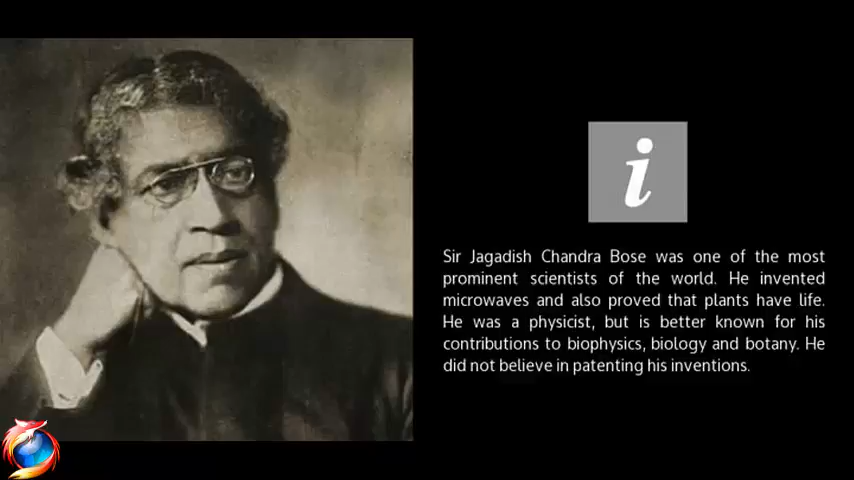 i
Sir Jagadish Chandra Bose was one of the most
prominent scientists of the world. He invented
microwaves and also proved that plants have life.
He was a physicist, but is better known for his
contributions to biophysics, biology and botany. He
did not believe in patenting his inventions.